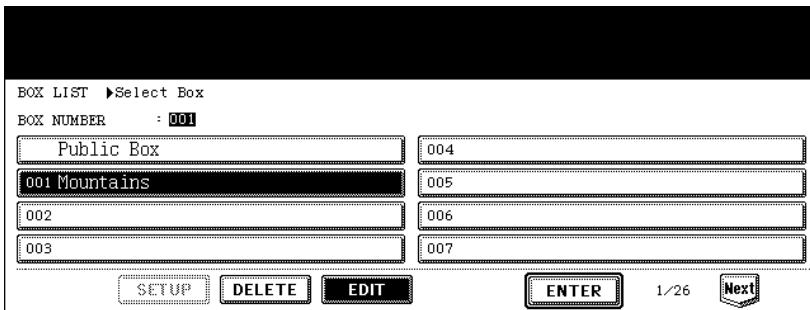 BOX LIST ▶Select Box
BOX NUMBER : 001
Public Box
004
001 Mountains
005
002
006
003
007
SETUP DELETE EDIT ENTER 1/26 Next